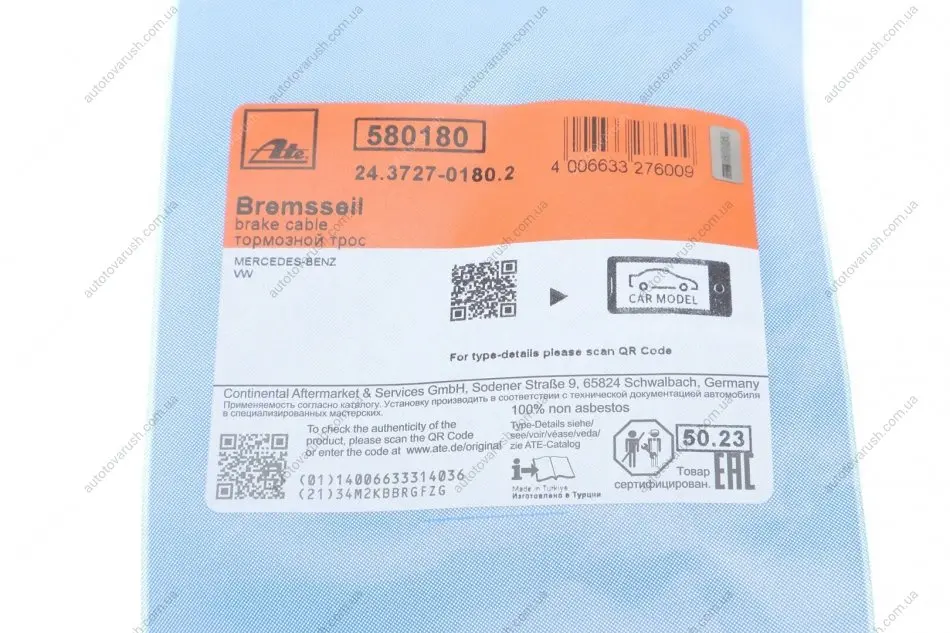 Ate
580180
24.3727-0180.2
4 006633 276009
Bremsseil
brake cable
тормозной трос
MERCEDES-BENZ
VW
CAR MODEL
For type-details please scan QR Code
Continental Aftermarket & Services GmbH, Sodener Straße 9, 65824 Schwalbach, Germany
Применяемость согласно каталогу. Установку производить в соответствии с технической документацией автомобиля
в специализированных мастерских.
100% non asbestos
To check the authenticity of the
product, please scan the QR Code
or enter the code at www.ate.de/original
Type-Details siehe/
see/voir/véase/veda/
zie ATE-Catalog
(01)14006633314036
(21)34M2KBBRGFZG
i
Made in Türkiye
Изготовлено в Турции
50.23
Товар
сертифицирован.
EAC
autotovarush.com.ua